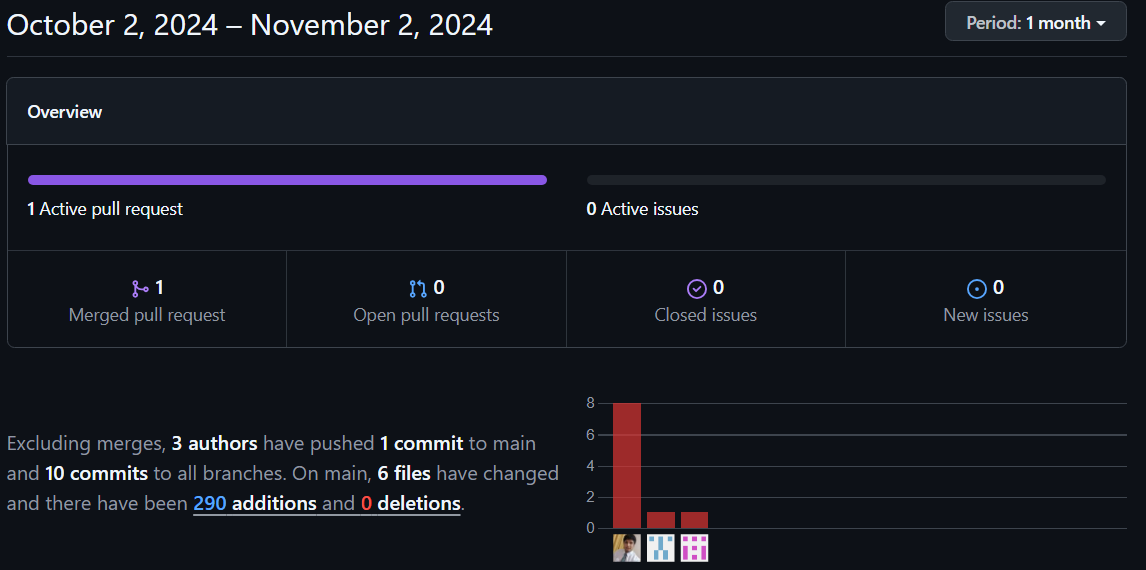 October 2, 2024 – November 2, 2024
Period: 1 month
Overview
1 Active pull request
0 Active issues
1
Merged pull request
0
Open pull requests
0
Closed issues
0
New issues
Excluding merges, 3 authors have pushed 1 commit to main
and 10 commits to all branches. On main, 6 files have changed
and there have been 290 additions and 0 deletions.
8
6
4
2
0